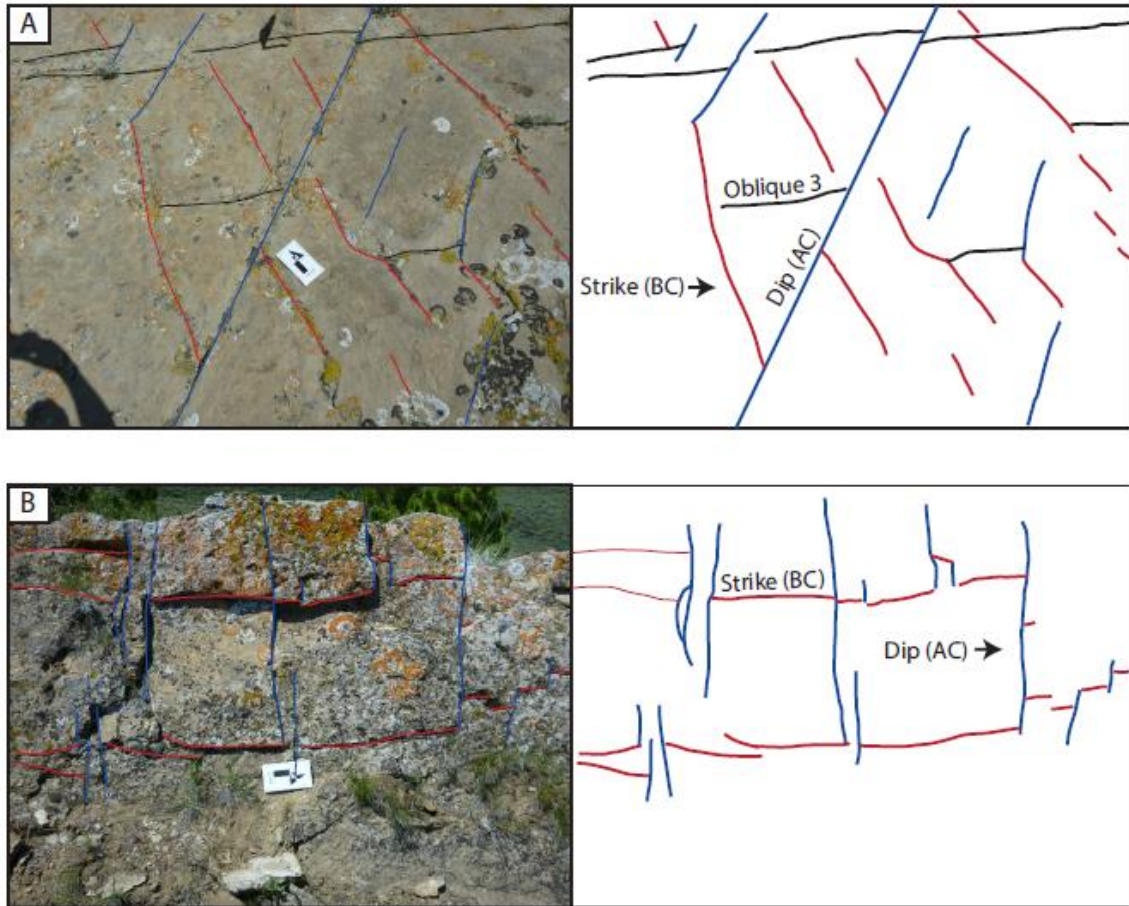 A
Oblique 3
Strike (BC)
Dip (AC)
B
Strike (BC)
Dip (AC)